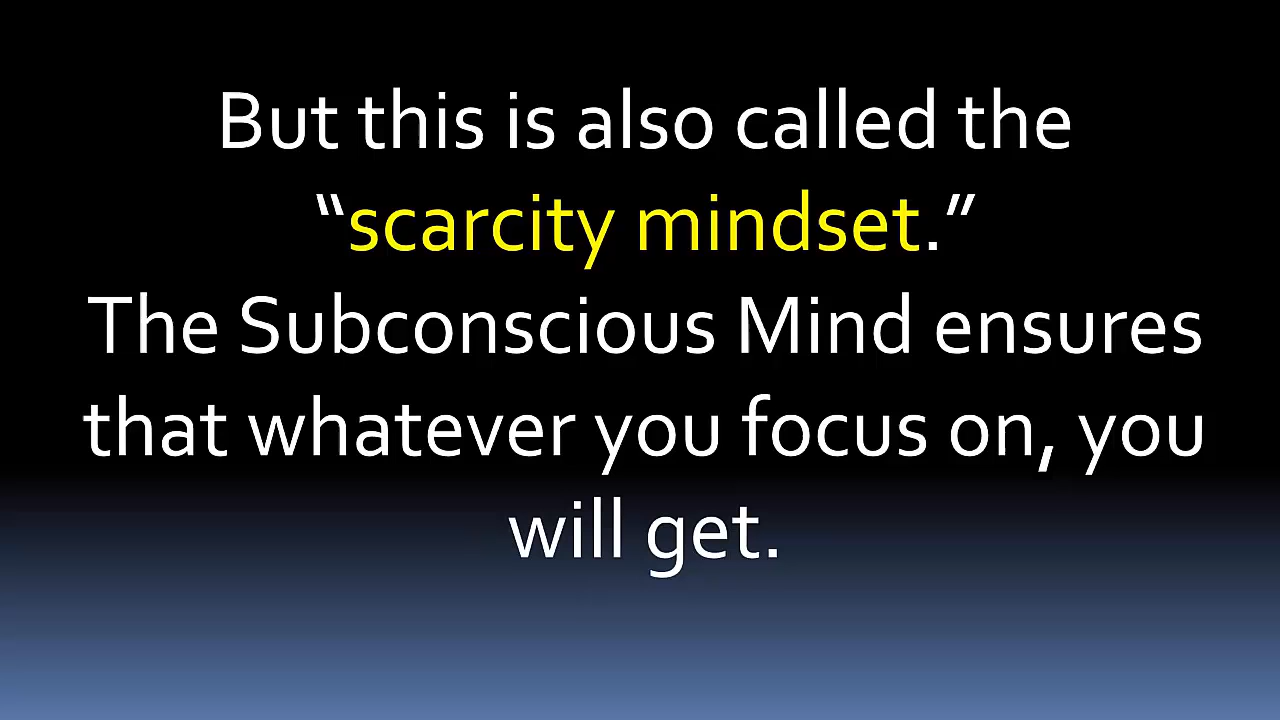 But this is also called the
“scarcity mindset.”
The Subconscious Mind ensures
that whatever you focus on, you
will get.